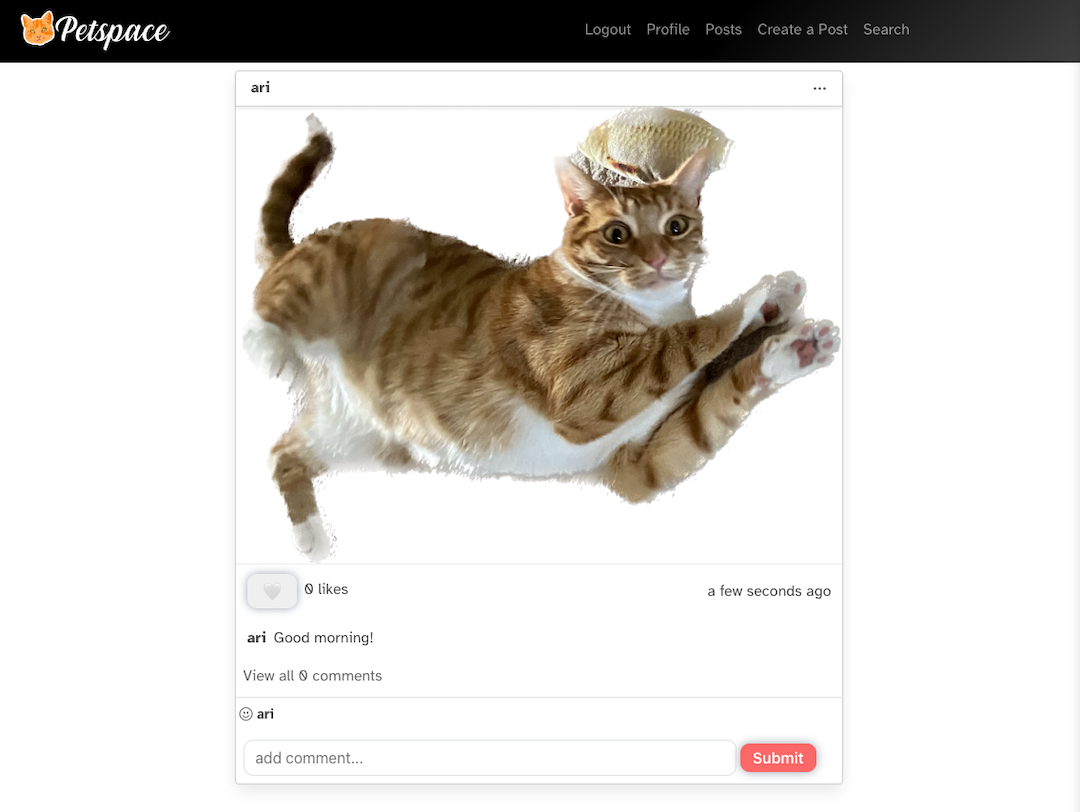 Petspace
Logout Profile Posts Create a Post Search
ari ...
0 likes
a few seconds ago
ari Good morning!
View all 0 comments
ari
add comment...
Submit